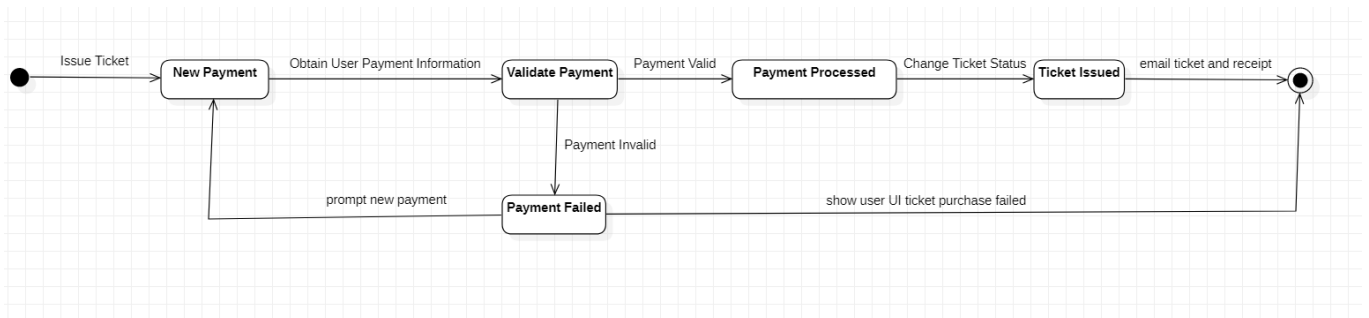 Issue Ticket
New Payment
Obtain User Payment Information
Validate Payment
Payment Valid
Payment Processed
Change Ticket Status
Ticket Issued
email ticket and receipt
Payment Invalid
prompt new payment
Payment Failed
show user UI ticket purchase failed